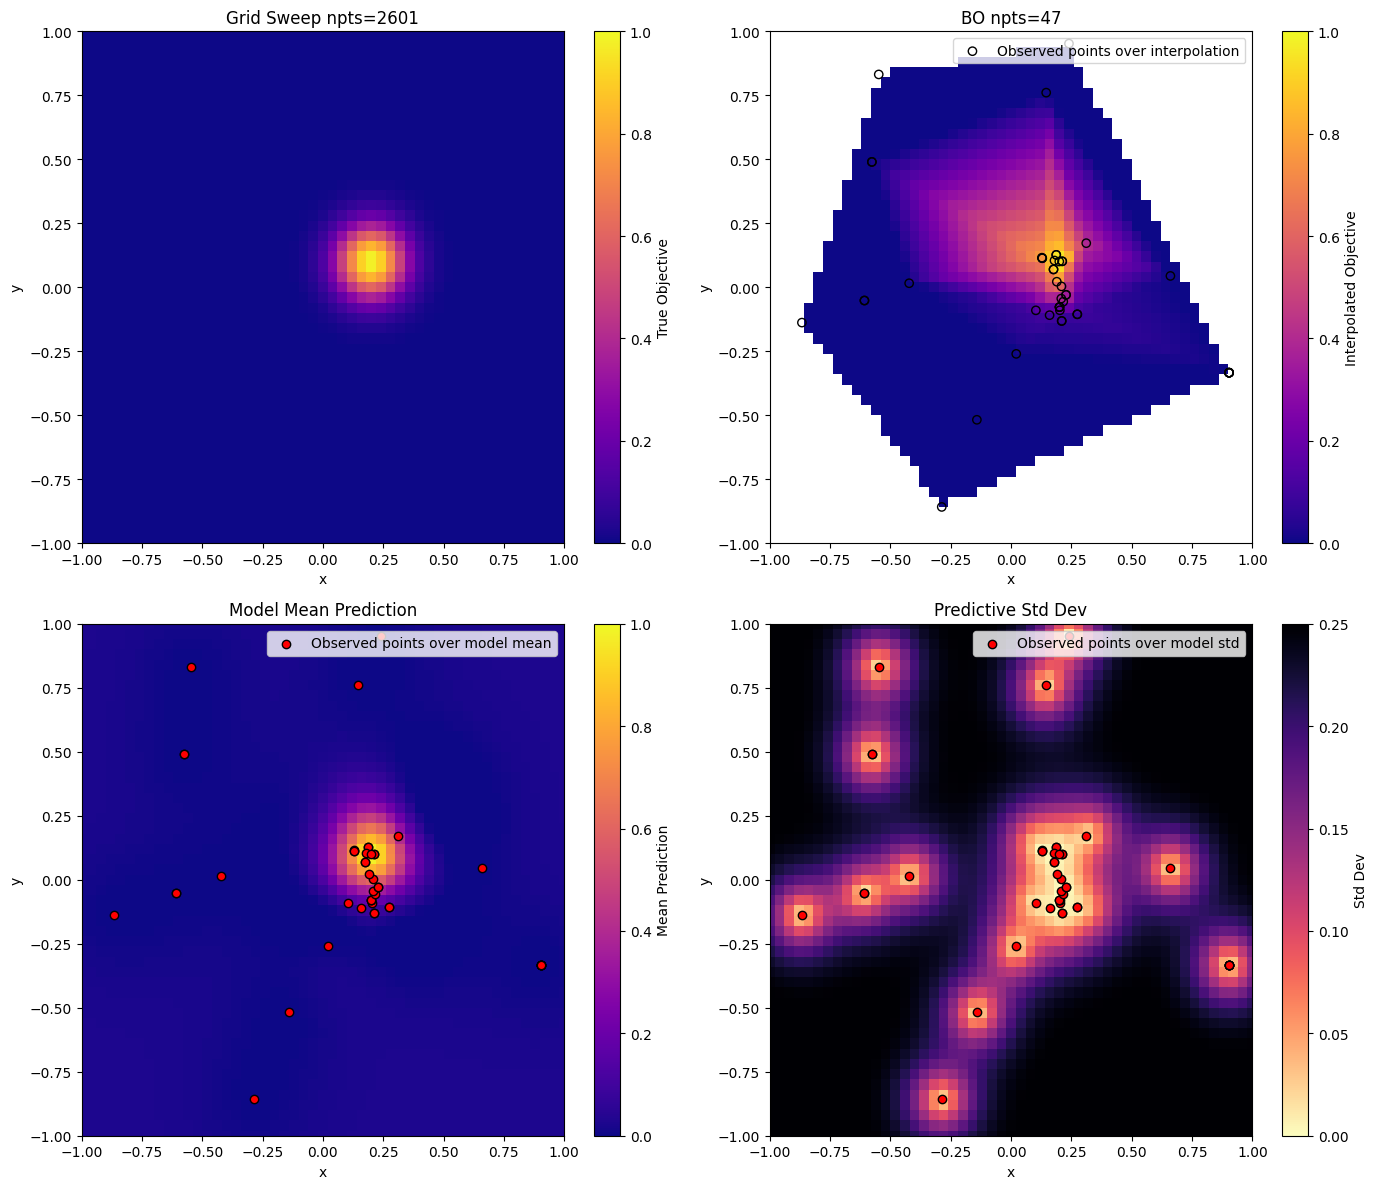 Grid Sweep npts=2601
1.00
0.75
0.50
0.25
0.00
−0.25
−0.50
−0.75
−1.00
y
−1.00 −0.75 −0.50 −0.25 0.00 0.25 0.50 0.75 1.00
x
1.0
0.8
0.6
0.4
0.2
0.0
True Objective
BO npts=47
Observed points over interpolation
1.00
0.75
0.50
0.25
0.00
−0.25
−0.50
−0.75
−1.00
y
−1.00 −0.75 −0.50 −0.25 0.00 0.25 0.50 0.75 1.00
x
1.0
0.8
0.6
0.4
0.2
0.0
Interpolated Objective
Model Mean Prediction
Observed points over model mean
1.00
0.75
0.50
0.25
0.00
−0.25
−0.50
−0.75
−1.00
y
−1.00 −0.75 −0.50 −0.25 0.00 0.25 0.50 0.75 1.00
x
1.0
0.8
0.6
0.4
0.2
0.0
Mean Prediction
Predictive Std Dev
Observed points over model std
1.00
0.75
0.50
0.25
0.00
−0.25
−0.50
−0.75
−1.00
y
−1.00 −0.75 −0.50 −0.25 0.00 0.25 0.50 0.75 1.00
x
0.25
0.20
0.15
0.10
0.05
0.00
Std Dev